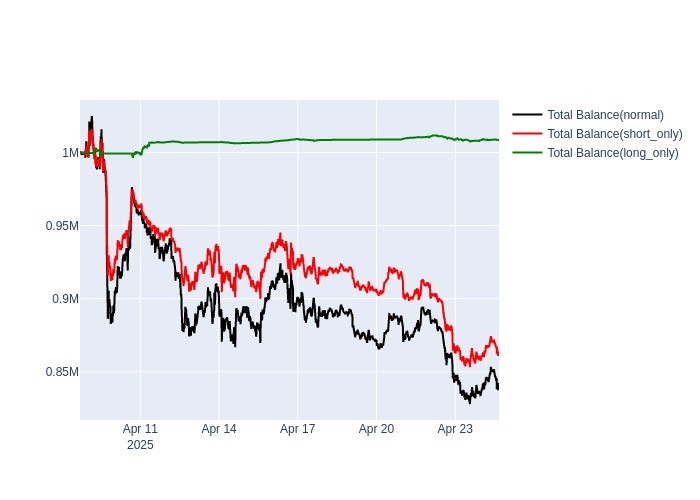 Total Balance(normal)
Total Balance(short_only)
Total Balance(long_only)
1M
0.95M
0.9M
0.85M
Apr 11
2025
Apr 14
Apr 17
Apr 20
Apr 23